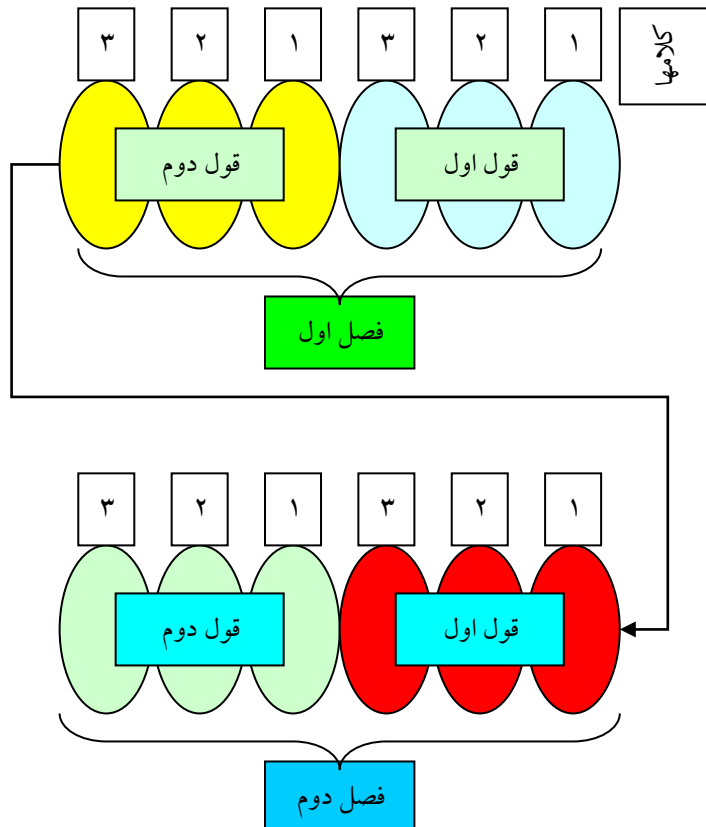 کلامها
۱ ۲ ۳ ۱ ۲ ۳
قول اول قول دوم
فصل اول
۱ ۲ ۳ ۱ ۲ ۳
قول اول قول دوم
فصل دوم